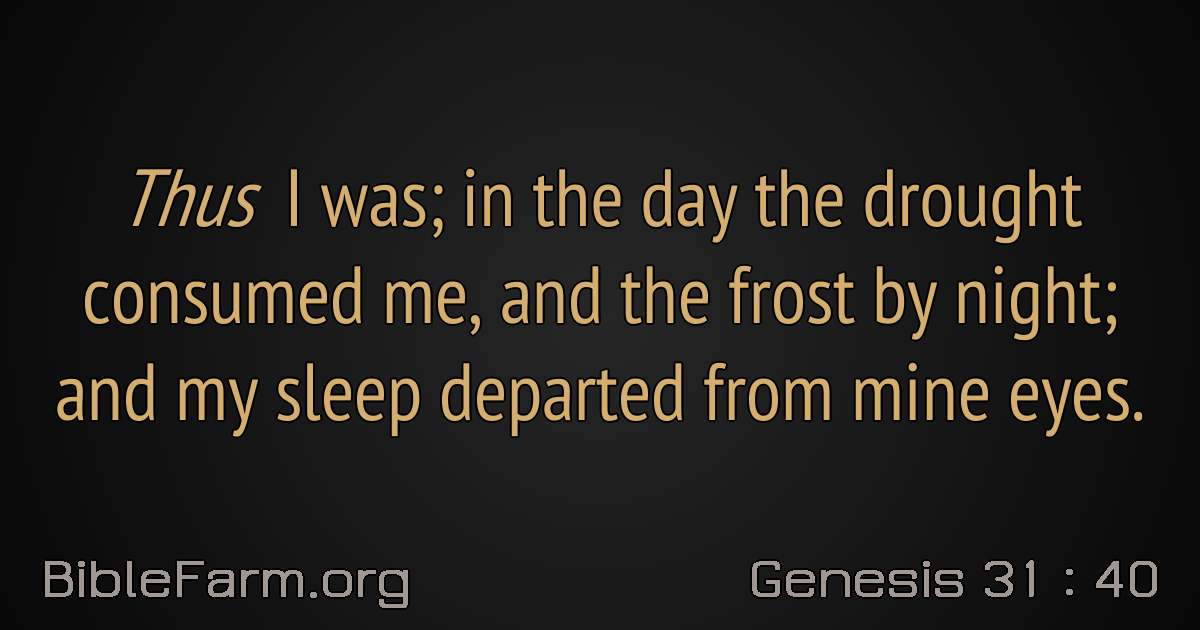 Thus I was; in the day the drought
consumed me, and the frost by night;
and my sleep departed from mine eyes.
BibleFarm.org
Genesis 31 : 40